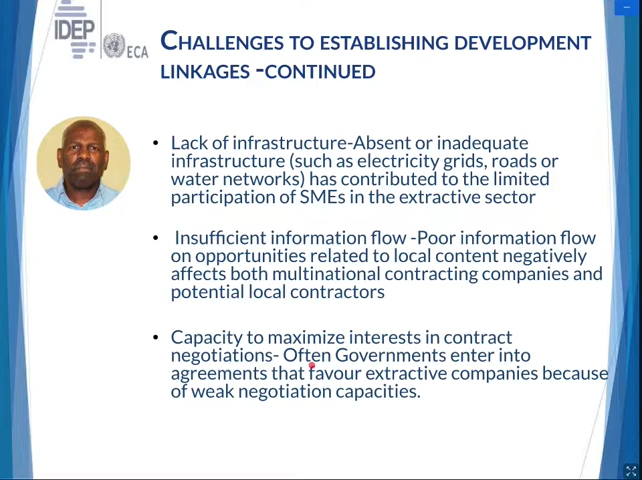 IDEP
ECA
CHALLENGES TO ESTABLISHING DEVELOPMENT
LINKAGES -CONTINUED
• Lack of infrastructure-Absent or inadequate
infrastructure (such as electricity grids, roads or
water networks) has contributed to the limited
participation of SMEs in the extractive sector
• Insufficient information flow -Poor information flow
on opportunities related to local content negatively
affects both multinational contracting companies and
potential local contractors
• Capacity to maximize interests in contract
negotiations- Often Governments enter into
agreements that favour extractive companies because
of weak negotiation capacities.